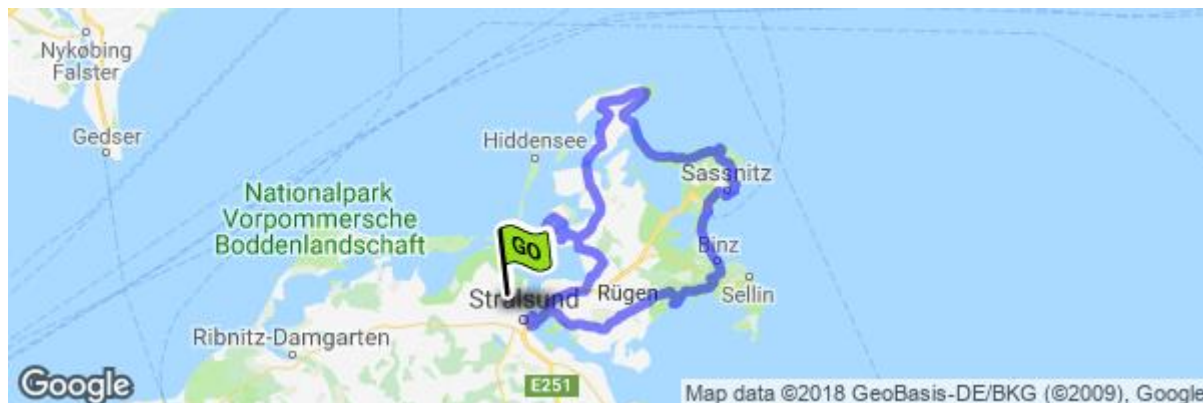 Nykøbing
Falster
Gedser
Hiddensee
Sassnitz
Nationalpark
Vorpommersche
Boddenlandschaft
GO
Binz
Sellin
Stralsund
Rügen
Ribnitz-Damgarten
E251
Google
Map data ©2018 GeoBasis-DE/BKG (©2009), Google